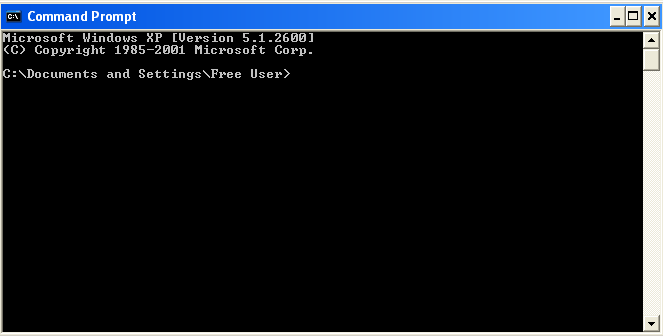 C:\ Command Prompt
Microsoft Windows XP [Version 5.1.2600]
(C) Copyright 1985-2001 Microsoft Corp.
C:\Documents and Settings\Free User>